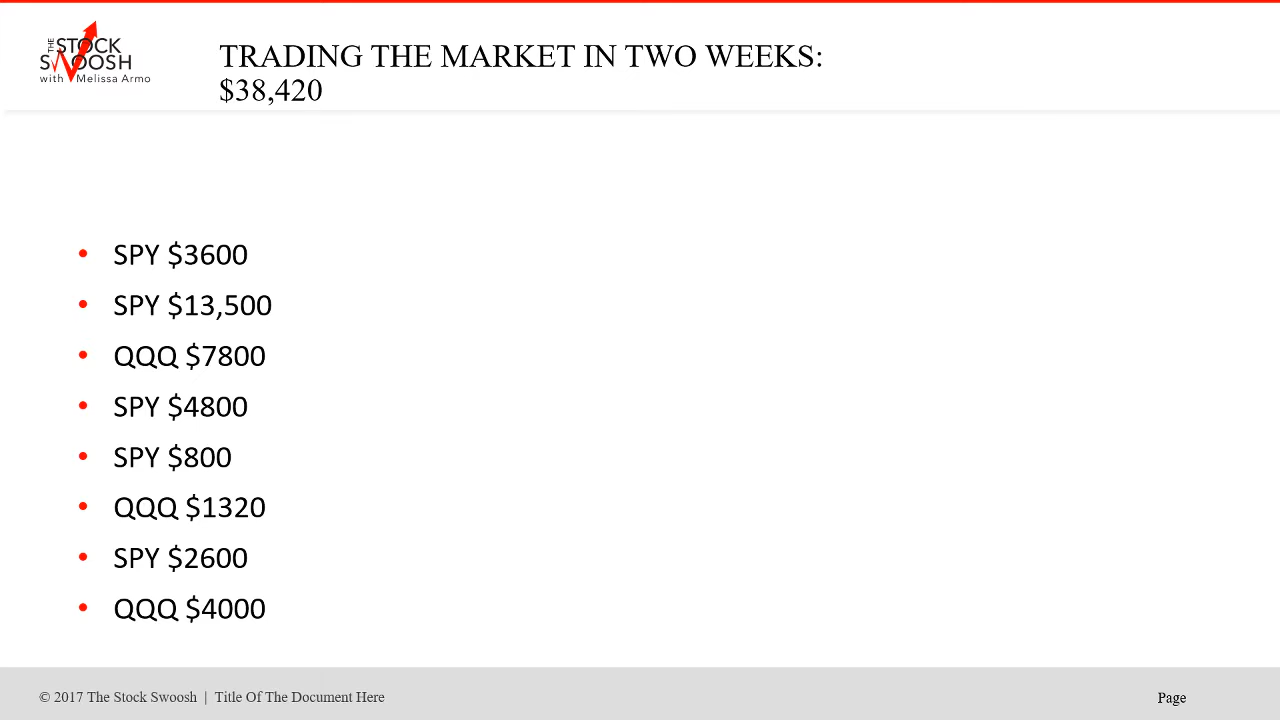 THE
STOCK
SWOOSH
with Melissa Armo
TRADING THE MARKET IN TWO WEEKS:
$38,420
• SPY $3600
• SPY $13,500
• QQQ $7800
• SPY $4800
• SPY $800
• QQQ $1320
• SPY $2600
• QQQ $4000
© 2017 The Stock Swoosh | Title Of The Document Here
Page